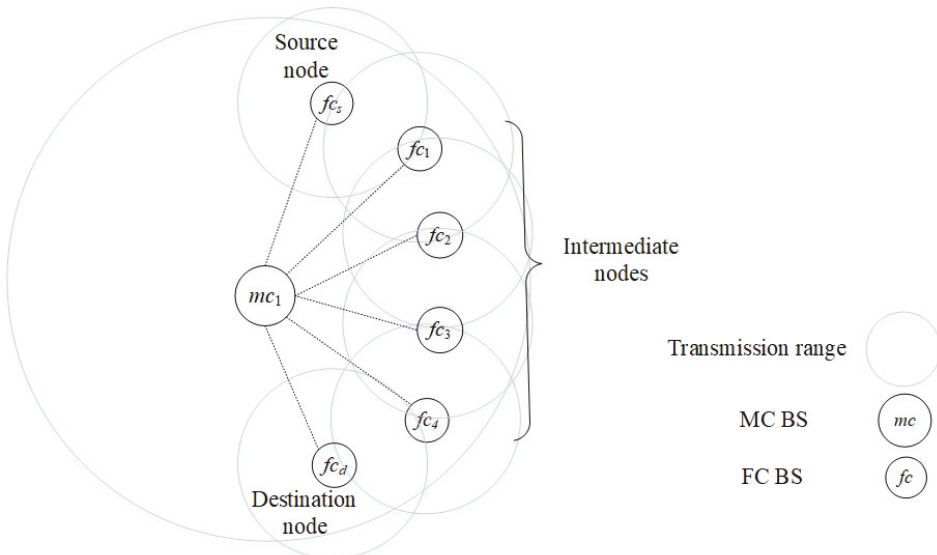 Source
node
fcₛ
fc₁
fc₂
Intermediate
nodes
mc₁
fc₃
Transmission range
fc₄
MC BS
mc
fc_d
FC BS
fc
Destination
node